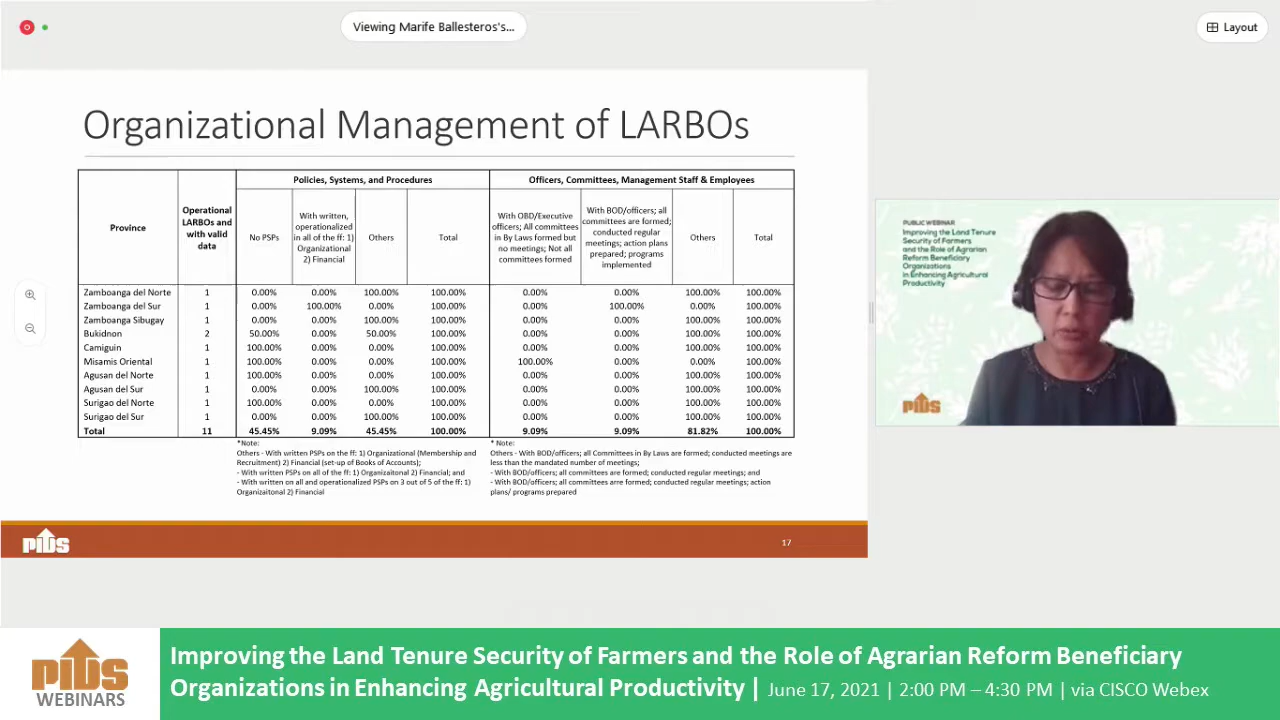 Viewing Marife Ballesteros's...
Layout
Organizational Management of LARBOs
Province
Operational LARBOs and with valid data
Policies, Systems, and Procedures
Officers, Committees, Management Staff & Employees
No PSPs
With written, operationalized in all of the ff: 1) Organizational 2) Financial
Others
Total
With OBD/Executive officers; All committees in By Laws formed but no meetings; Not all committees formed
With BOD/officers; all committees are formed; conducted regular meetings; action plans prepared; programs implemented
Others
Total
Zamboanga del Norte 1 0.00% 0.00% 100.00% 100.00% 0.00% 0.00% 100.00% 100.00%
Zamboanga del Sur 1 0.00% 100.00% 0.00% 100.00% 0.00% 100.00% 0.00% 100.00%
Zamboanga Sibugay 1 0.00% 0.00% 100.00% 100.00% 0.00% 0.00% 100.00% 100.00%
Bukidnon 2 50.00% 0.00% 50.00% 100.00% 0.00% 0.00% 100.00% 100.00%
Camiguin 1 100.00% 0.00% 0.00% 100.00% 0.00% 0.00% 100.00% 100.00%
Misamis Oriental 1 100.00% 0.00% 0.00% 100.00% 100.00% 0.00% 0.00% 100.00%
Agusan del Norte 1 100.00% 0.00% 0.00% 100.00% 0.00% 0.00% 100.00% 100.00%
Agusan del Sur 1 0.00% 0.00% 100.00% 100.00% 0.00% 0.00% 100.00% 100.00%
Surigao del Norte 1 100.00% 0.00% 0.00% 100.00% 0.00% 0.00% 100.00% 100.00%
Surigao del Sur 1 0.00% 0.00% 100.00% 100.00% 0.00% 0.00% 100.00% 100.00%
Total 11 45.45% 9.09% 45.45% 100.00% 9.09% 9.09% 81.82% 100.00%
*Note:
Others - With written PSPs on the ff: 1) Organizational (Membership and
Recruitment) 2) Financial (set-up of Books of Accounts);
- With written PSPs on all of the ff: 1) Organizaitonal 2) Financial; and
- With written on all and operationalized PSPs on 3 out of 5 of the ff: 1)
Organizaitonal 2) Financial
* Note:
Others - With BOD/officers; all Committees in By Laws are formed; conducted meetings are
less than the mandated number of meetings;
- With BOD/officers; all committees are formed; conducted regular meetings; and
- With BOD/officers; all committees arre formed; conducted regular meetings; action
plans/ programs prepared
PIDS
17
PUBLIC WEBINAR
Improving the Land Tenure
Security of Farmers
and the Role of Agrarian
Reform Beneficiary
Organizations
in Enhancing Agricultural
Productivity
PIDS
PIDS
WEBINARS
Improving the Land Tenure Security of Farmers and the Role of Agrarian Reform Beneficiary
Organizations in Enhancing Agricultural Productivity | June 17, 2021 | 2:00 PM – 4:30 PM | via CISCO Webex